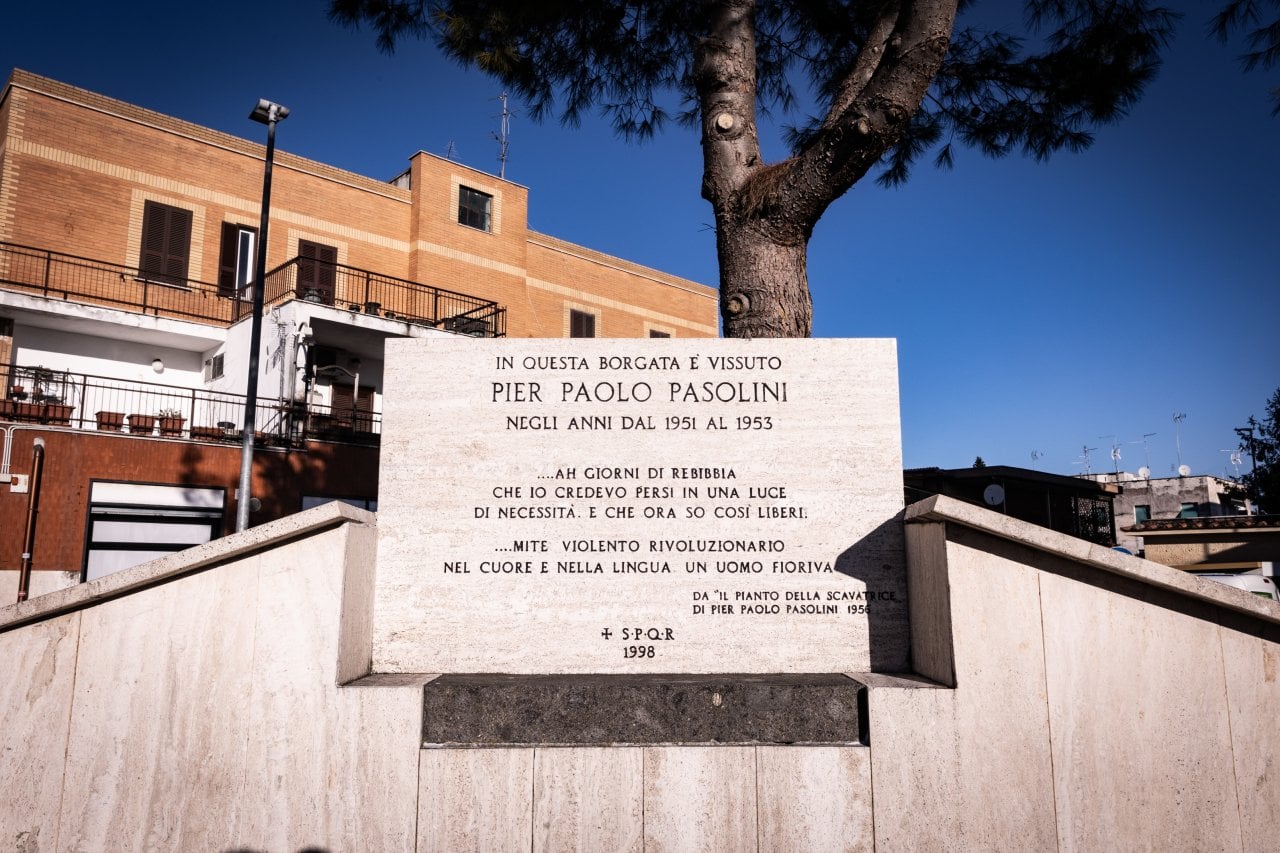 IN QUESTA BORGATA È VISSUTO
PIER PAOLO PASOLINI
NEGLI ANNI DAL 1951 AL 1953
....AH GIORNI DI REBIBBIA
CHE IO CREDEVO PERSI IN UNA LUCE
DI NECESSITÀ. E CHE ORA SO COSÌ LIBERI.
....MITE VIOLENTO RIVOLUZIONARIO
NEL CUORE E NELLA LINGUA UN UOMO FIORIVA
DA "IL PIANTO DELLA SCAVATRICE
DI PIER PAOLO PASOLINI 1956
✠ S·P·Q·R
1998